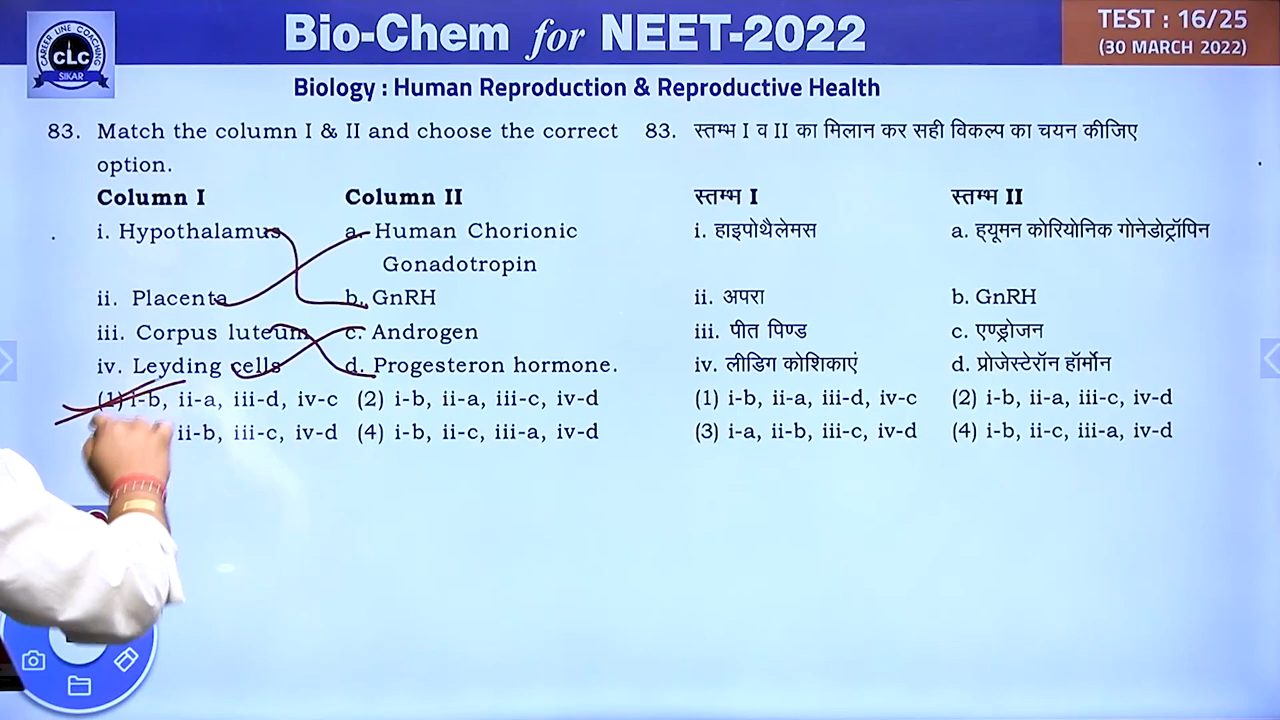 CAREER LINE COACHING
CLC
SIKAR
Bio-Chem for NEET-2022
TEST : 16/25
(30 MARCH 2022)
Biology : Human Reproduction & Reproductive Health
83. Match the column I & II and choose the correct
option.
Column I Column II
i. Hypothalamus a. Human Chorionic
Gonadotropin
ii. Placenta b. GnRH
iii. Corpus luteum c. Androgen
iv. Leyding cells d. Progesteron hormone.
(1) i-b, ii-a, iii-d, iv-c (2) i-b, ii-a, iii-c, iv-d
ii-b, iii-c, iv-d (4) i-b, ii-c, iii-a, iv-d
83. स्तम्भ I व II का मिलान कर सही विकल्प का चयन कीजिए
स्तम्भ I स्तम्भ II
i. हाइपोथैलेमस a. ह्यूमन कोरियोनिक गोनेडोट्रॉपिन
ii. अपरा b. GnRH
iii. पीत पिण्ड c. एण्ड्रोजन
iv. लीडिग कोशिकाएं d. प्रोजेस्टेरॉन हॉर्मोन
(1) i-b, ii-a, iii-d, iv-c (2) i-b, ii-a, iii-c, iv-d
(3) i-a, ii-b, iii-c, iv-d (4) i-b, ii-c, iii-a, iv-d